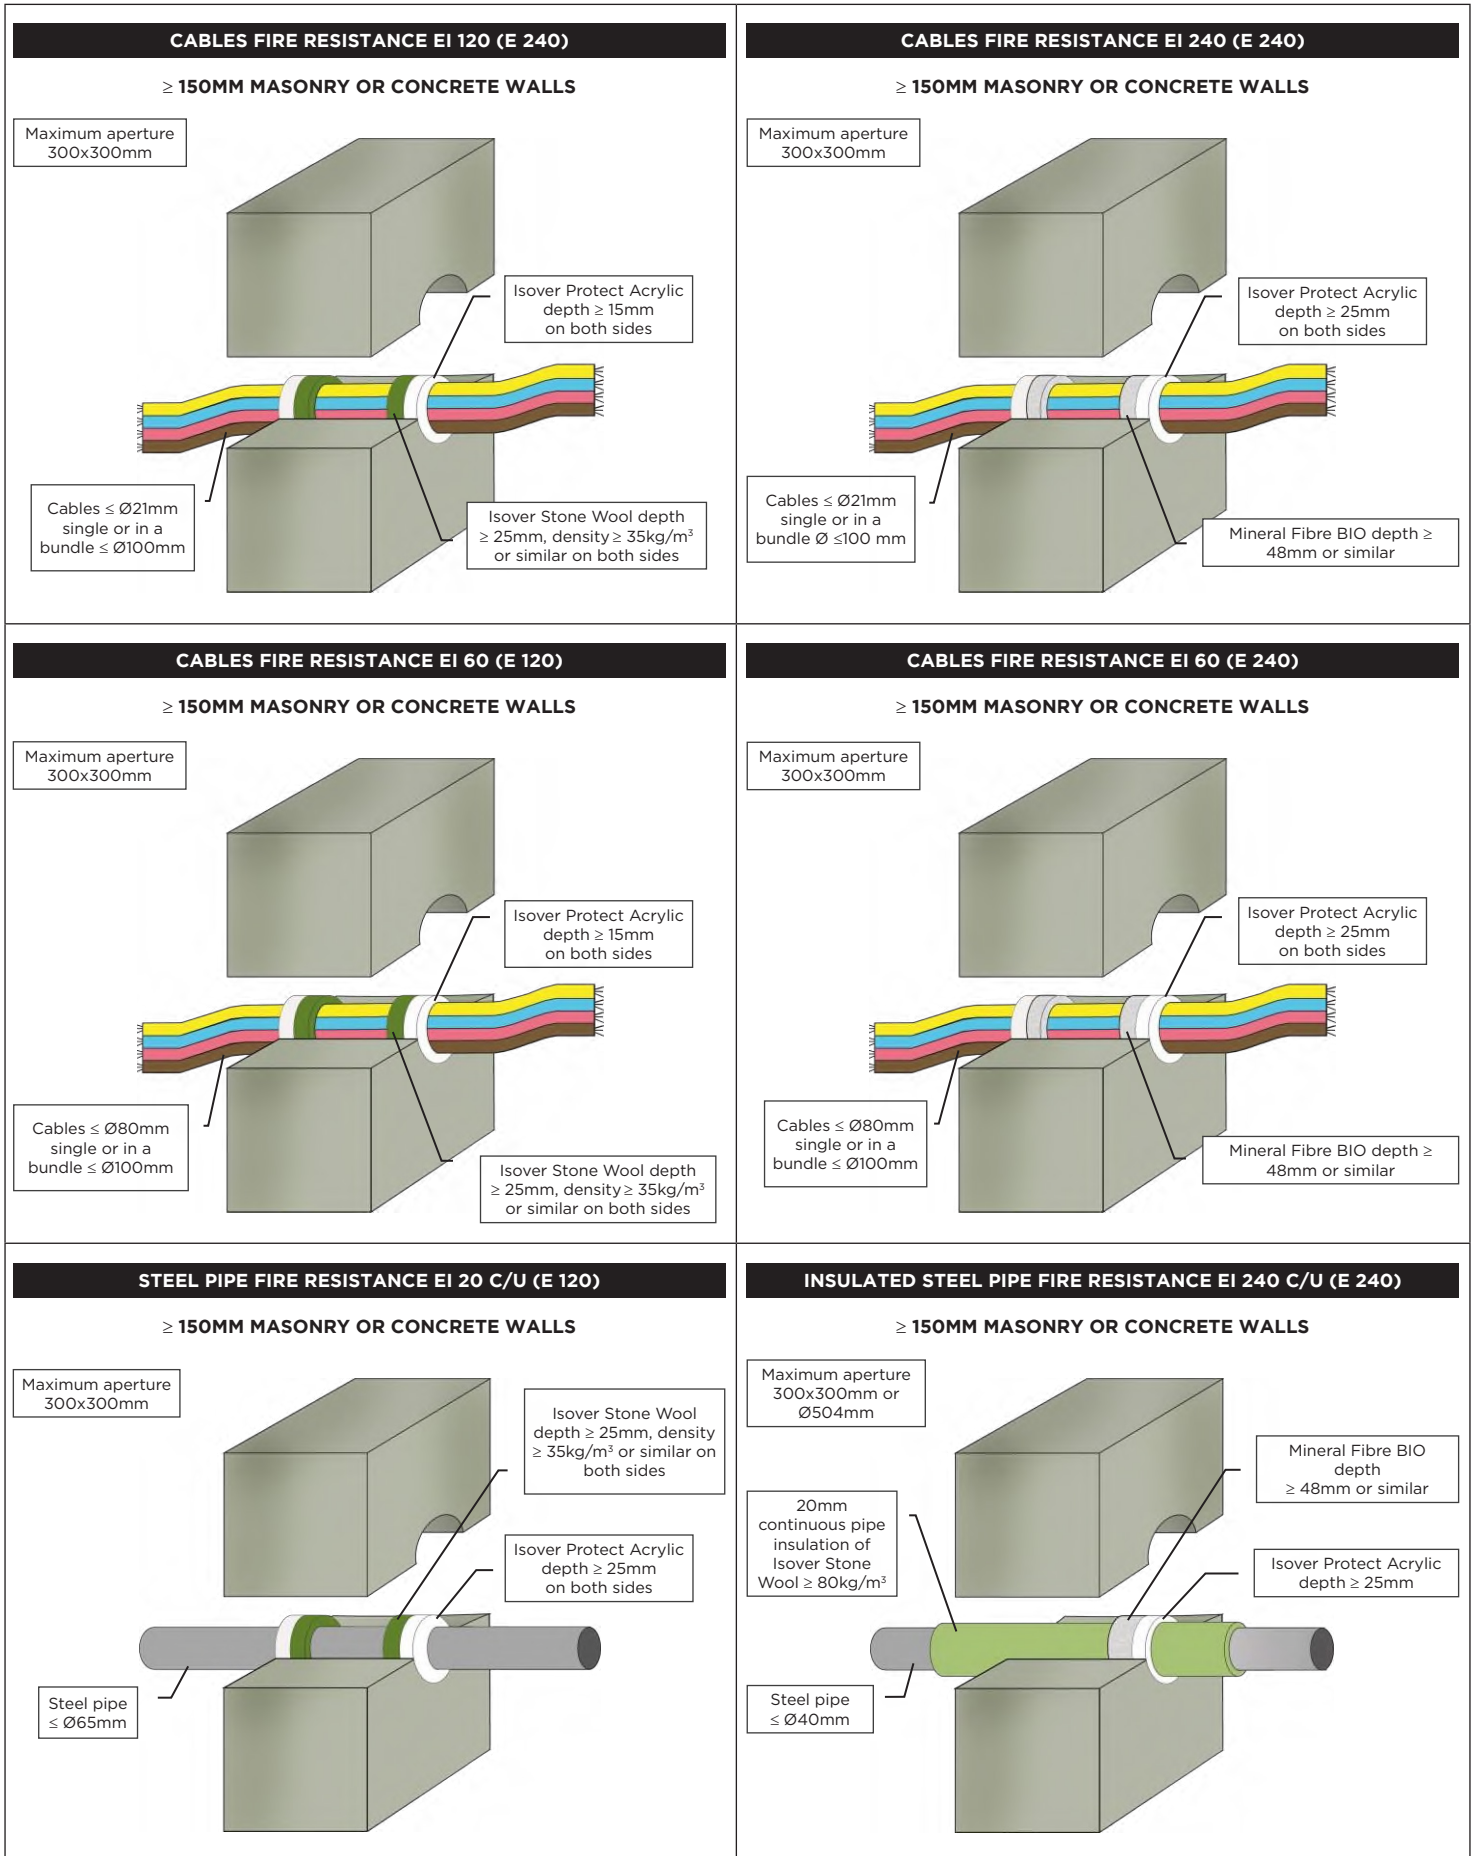 CABLES FIRE RESISTANCE EI 120 (E 240)
≥ 150MM MASONRY OR CONCRETE WALLS
Maximum aperture
300x300mm
Isover Protect Acrylic
depth ≥ 15mm
on both sides
Cables ≤ Ø21mm
single or in a
bundle ≤ Ø100mm
Isover Stone Wool depth
≥ 25mm, density ≥ 35kg/m³
or similar on both sides
CABLES FIRE RESISTANCE EI 240 (E 240)
≥ 150MM MASONRY OR CONCRETE WALLS
Maximum aperture
300x300mm
Isover Protect Acrylic
depth ≥ 25mm
on both sides
Cables ≤ Ø21mm
single or in a
bundle Ø ≤100 mm
Mineral Fibre BIO depth ≥
48mm or similar
CABLES FIRE RESISTANCE EI 60 (E 120)
≥ 150MM MASONRY OR CONCRETE WALLS
Maximum aperture
300x300mm
Isover Protect Acrylic
depth ≥ 15mm
on both sides
Cables ≤ Ø80mm
single or in a
bundle ≤ Ø100mm
Isover Stone Wool depth
≥ 25mm, density ≥ 35kg/m³
or similar on both sides
CABLES FIRE RESISTANCE EI 60 (E 240)
≥ 150MM MASONRY OR CONCRETE WALLS
Maximum aperture
300x300mm
Isover Protect Acrylic
depth ≥ 25mm
on both sides
Cables ≤ Ø80mm
single or in a
bundle ≤ Ø100mm
Mineral Fibre BIO depth ≥
48mm or similar
STEEL PIPE FIRE RESISTANCE EI 20 C/U (E 120)
≥ 150MM MASONRY OR CONCRETE WALLS
Maximum aperture
300x300mm
Isover Stone Wool
depth ≥ 25mm, density
≥ 35kg/m³ or similar on
both sides
Isover Protect Acrylic
depth ≥ 25mm
on both sides
Steel pipe
≤ Ø65mm
INSULATED STEEL PIPE FIRE RESISTANCE EI 240 C/U (E 240)
≥ 150MM MASONRY OR CONCRETE WALLS
Maximum aperture
300x300mm or
Ø504mm
Mineral Fibre BIO
depth
≥ 48mm or similar
20mm
continuous pipe
insulation of
Isover Stone
Wool ≥ 80kg/m³
Isover Protect Acrylic
depth ≥ 25mm
Steel pipe
≤ Ø40mm